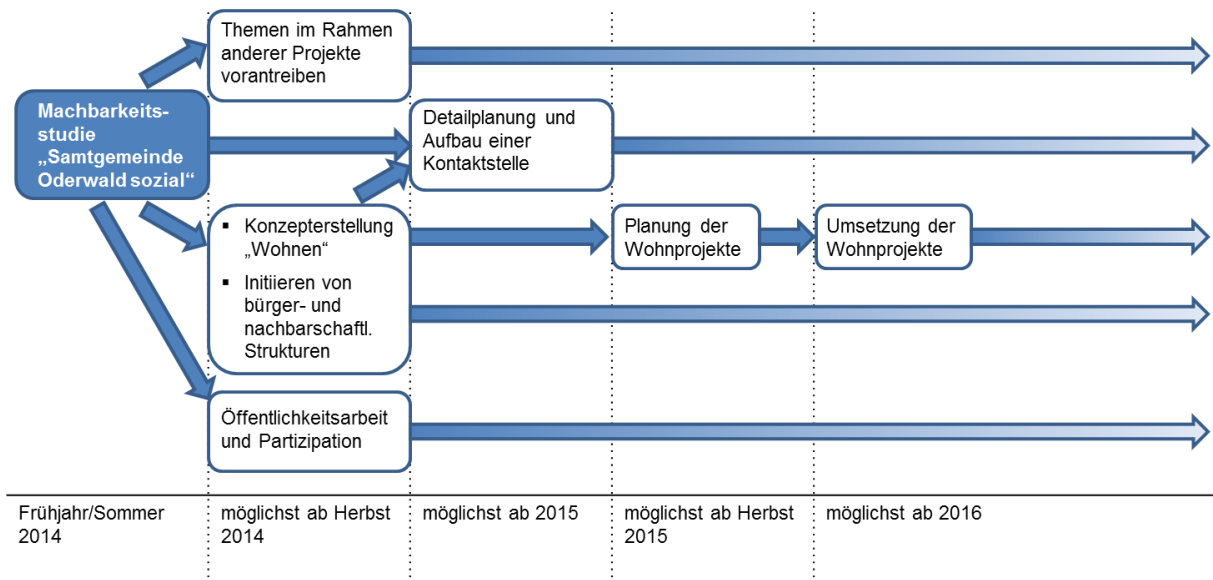 Themen im Rahmen
anderer Projekte
vorantreiben
Machbarkeits-
studie
„Samtgemeinde
Oderwald sozial“
Detailplanung und
Aufbau einer
Kontaktstelle
▪ Konzepterstellung
„Wohnen“
▪ Initiieren von
bürger- und
nachbarschaftl.
Strukturen
Planung der
Wohnprojekte
Umsetzung der
Wohnprojekte
Öffentlichkeitsarbeit
und Partizipation
Frühjahr/Sommer
2014
möglichst ab Herbst
2014
möglichst ab 2015
möglichst ab Herbst
2015
möglichst ab 2016